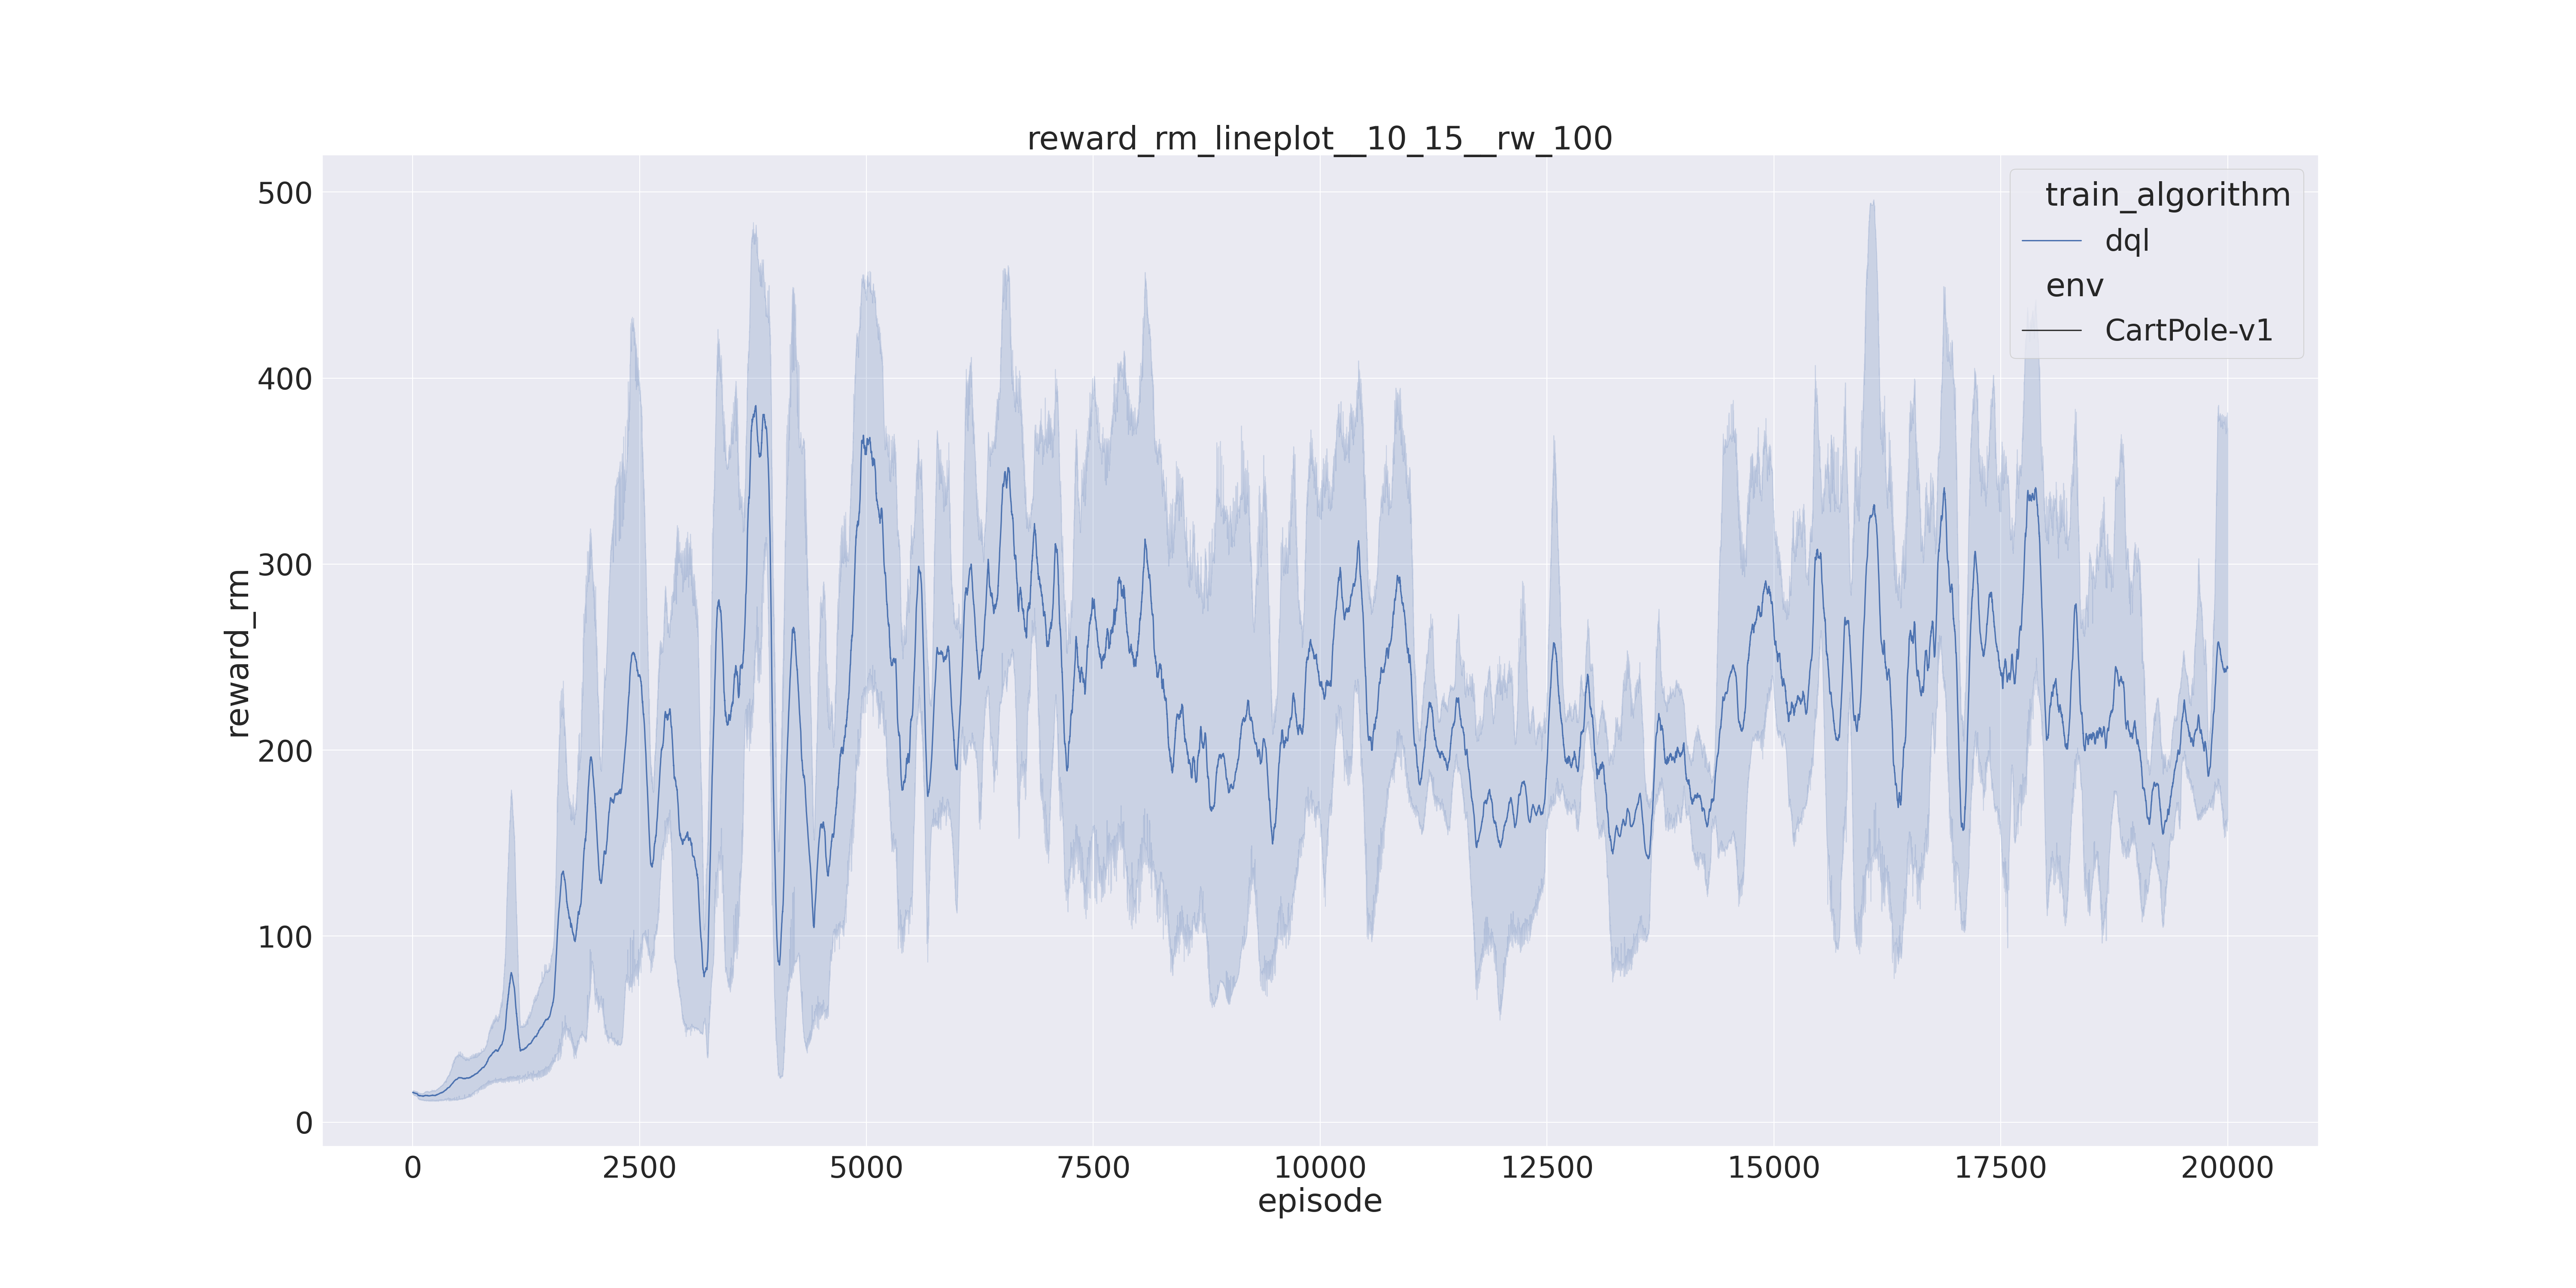 reward_rm_lineplot__10_15__rw_100
500
400
300
200
100
0
reward_rm
train_algorithm
dql
env
CartPole-v1
0 2500 5000 7500 10000 12500 15000 17500 20000
episode